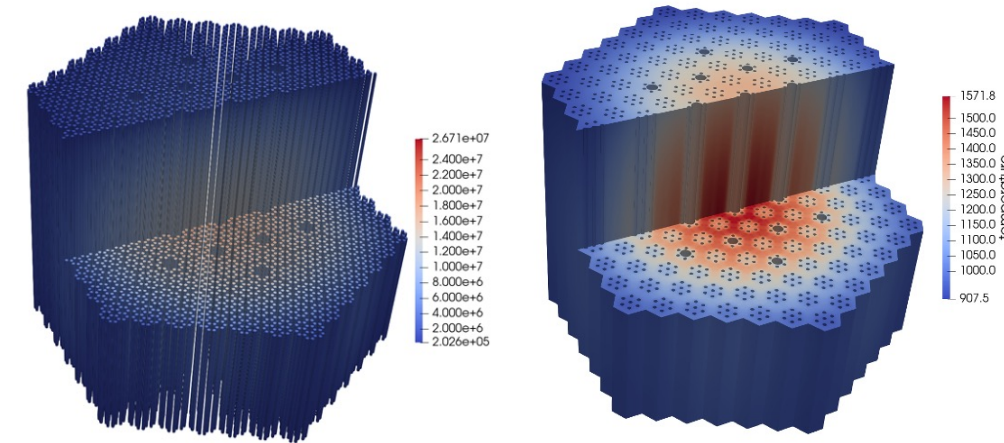 2.671e+07
2.400e+7
2.200e+7
2.000e+7
1.800e+7
1.600e+7
1.400e+7
1.200e+7
1.000e+7
8.000e+6
6.000e+6
4.000e+6
2.000e+6
2.026e+05
1571.8
1500.0
1450.0
1400.0
1350.0
1300.0
1250.0
1200.0
1150.0
1100.0
1050.0
1000.0
907.5
temperature